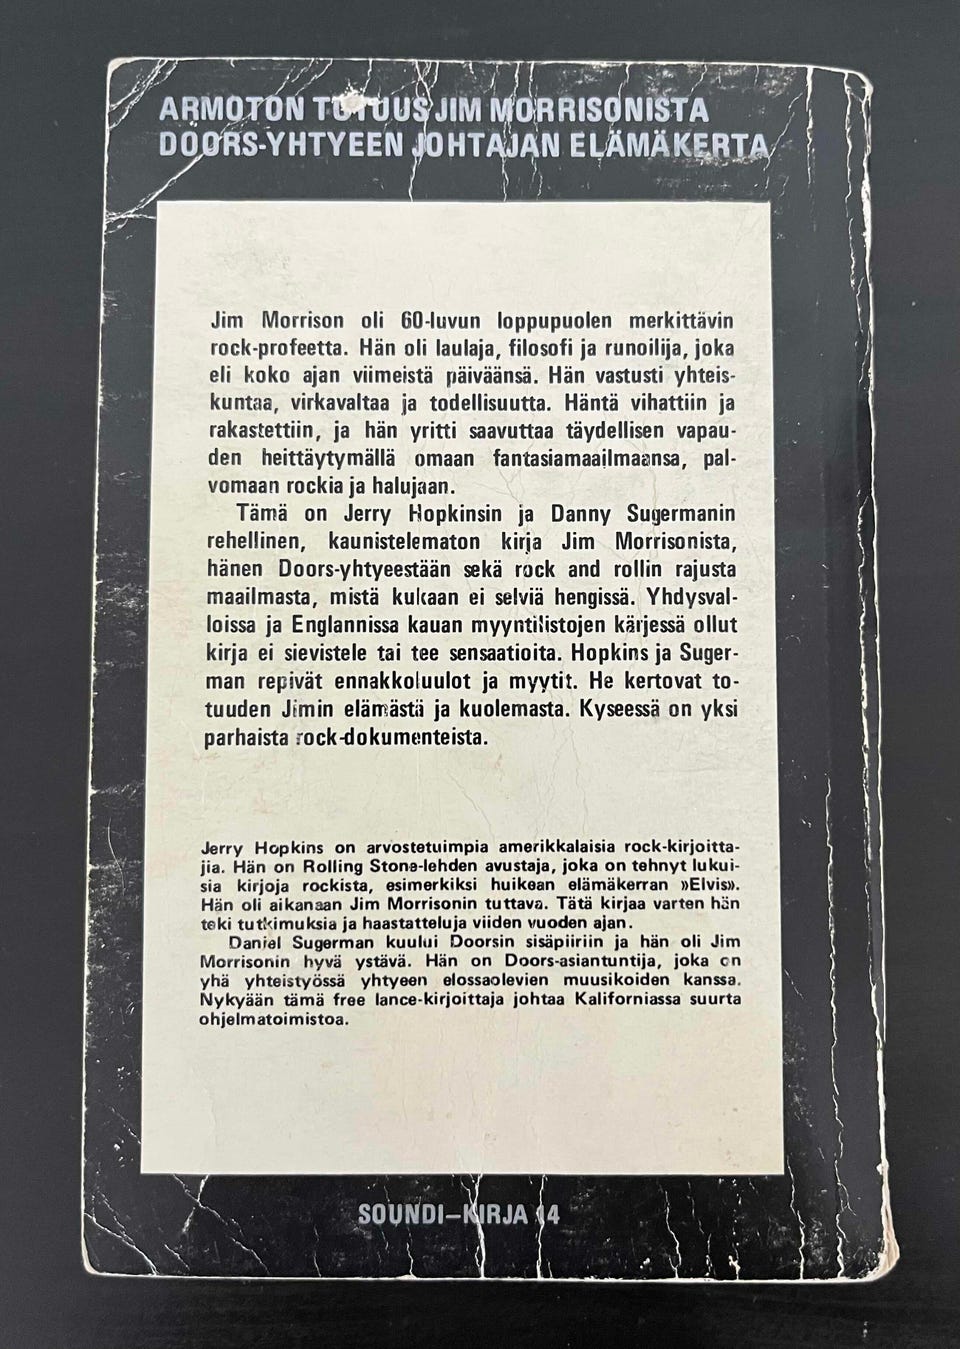 ARMOTON TOTUUS JIM MORRISONISTA
DOORS-YHTYEEN JOHTAJAN ELÄMÄKERTA
Jim Morrison oli 60-luvun loppupuolen merkittävin
rock-profeetta. Hän oli laulaja, filosofi ja runoilija, joka
eli koko ajan viimeistä päiväänsä. Hän vastusti yhteis-
kuntaa, virkavaltaa ja todellisuutta. Häntä vihattiin ja
rakastettiin, ja hän yritti saavuttaa täydellisen vapau-
den heittäytymällä omaan fantasiamaailmaansa, pal-
vomaan rockia ja halujaan.
Tämä on Jerry Hopkinsin ja Danny Sugermanin
rehellinen, kaunistelematon kirja Jim Morrisonista,
hänen Doors-yhtyeestään sekä rock and rollin rajusta
maailmasta, mistä kukaan ei selviä hengissä. Yhdysval-
loissa ja Englannissa kauan myyntilistojen kärjessä ollut
kirja ei sievistele tai tee sensaatioita. Hopkins ja Suger-
man repivät ennakkoluulot ja myytit. He kertovat to-
tuuden Jimin elämästä ja kuolemasta. Kyseessä on yksi
parhaista rock-dokumenteista.
Jerry Hopkins on arvostetuimpia amerikkalaisia rock-kirjoitta-
jia. Hän on Rolling Stone-lehden avustaja, joka on tehnyt lukui-
sia kirjoja rockista, esimerkiksi huikean elämäkerran »Elvis».
Hän oli aikanaan Jim Morrisonin tuttava. Tätä kirjaa varten hän
teki tutkimuksia ja haastatteluja viiden vuoden ajan.
Daniel Sugerman kuului Doorsin sisäpiiriin ja hän oli Jim
Morrisonin hyvä ystävä. Hän on Doors-asiantuntija, joka on
yhä yhteistyössä yhtyeen elossaolevien muusikoiden kanssa.
Nykyään tämä free lance-kirjoittaja johtaa Kaliforniassa suurta
ohjelmatoimistoa.
SOUNDI-KIRJA 14